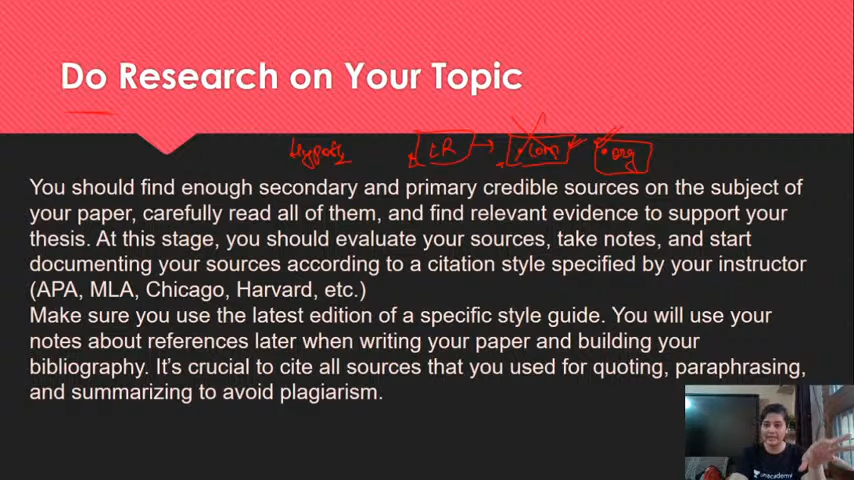 Do Research on Your Topic
LR → .com .org
You should find enough secondary and primary credible sources on the subject of
your paper, carefully read all of them, and find relevant evidence to support your
thesis. At this stage, you should evaluate your sources, take notes, and start
documenting your sources according to a citation style specified by your instructor
(APA, MLA, Chicago, Harvard, etc.)
Make sure you use the latest edition of a specific style guide. You will use your
notes about references later when writing your paper and building your
bibliography. It’s crucial to cite all sources that you used for quoting, paraphrasing,
and summarizing to avoid plagiarism.
unacademy